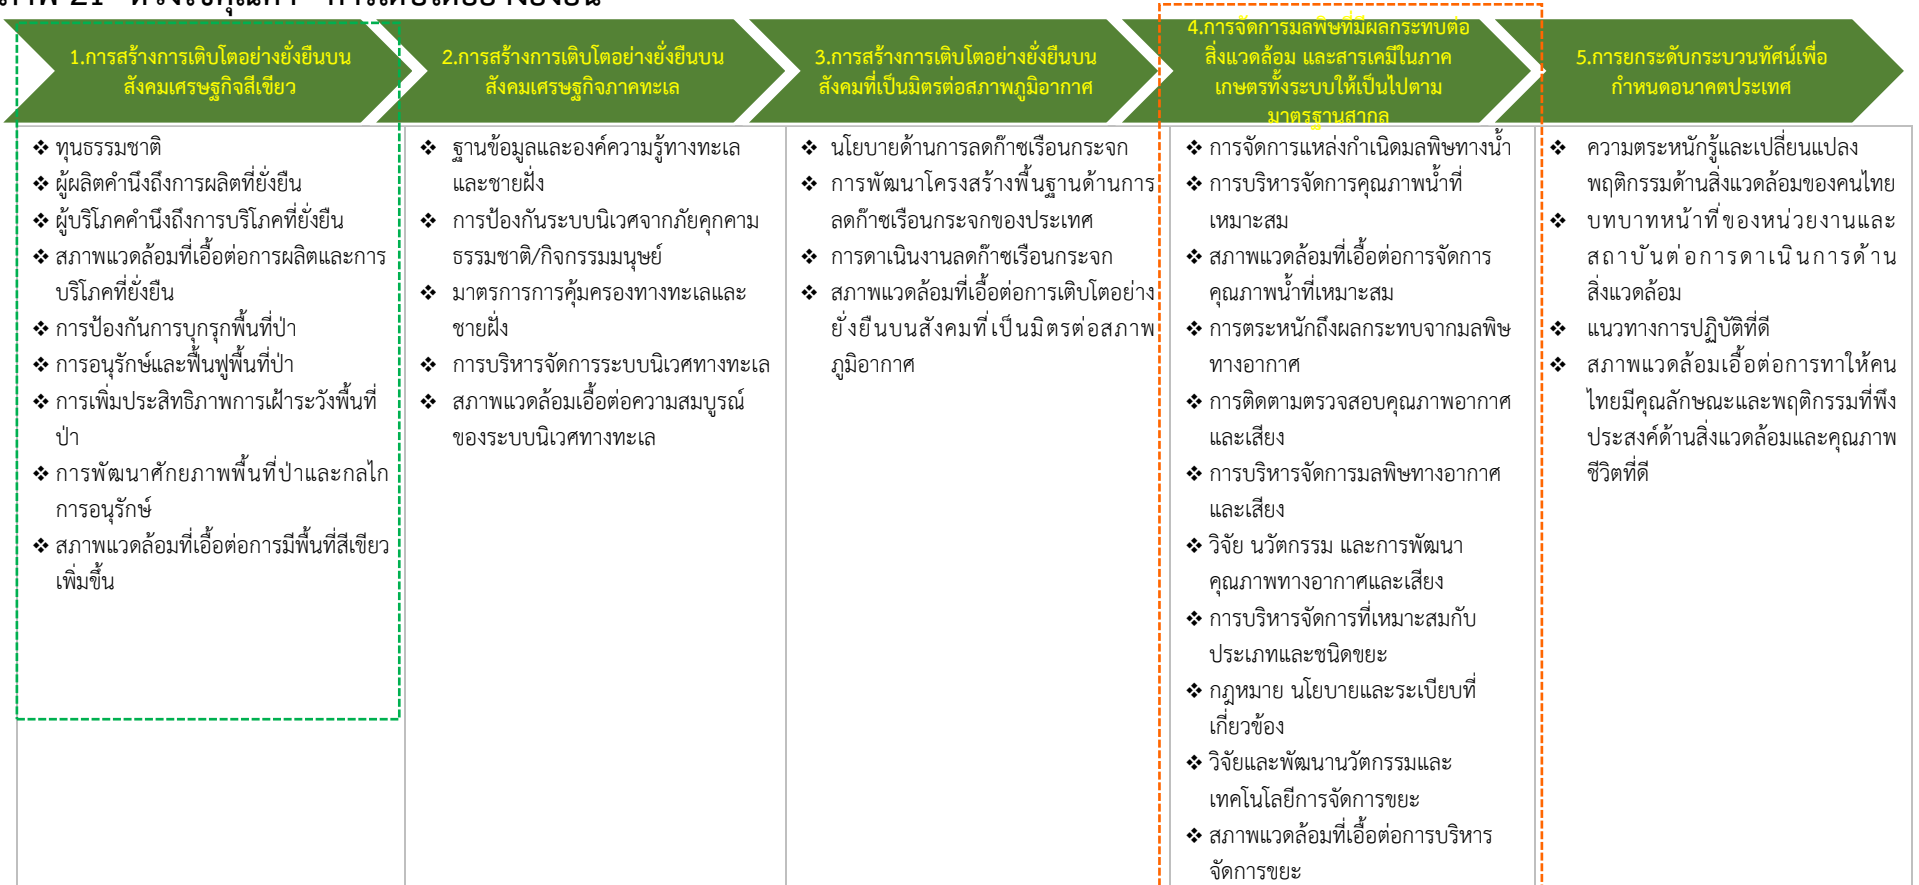 1.การสร้างการเติบโตอย่างยั่งยืนบน
สังคมเศรษฐกิจสีเขียว
2.การสร้างการเติบโตอย่างยั่งยืนบน
สังคมเศรษฐกิจภาคทะเล
3.การสร้างการเติบโตอย่างยั่งยืนบน
สังคมที่เป็นมิตรต่อสภาพภูมิอากาศ
4.การจัดการมลพิษที่มีผลกระทบต่อ
สิ่งแวดล้อม และสารเคมีในภาค
เกษตรทั้งระบบให้เป็นไปตาม
มาตรฐานสากล
5.การยกระดับกระบวนทัศน์เพื่อ
กำหนดอนาคตประเทศ
❖ ทุนธรรมชาติ
❖ ผู้ผลิตคำนึงถึงการผลิตที่ยั่งยืน
❖ ผู้บริโภคคำนึงถึงการบริโภคที่ยั่งยืน
❖ สภาพแวดล้อมที่เอื้อต่อการผลิตและการ
บริโภคที่ยั่งยืน
❖ การป้องกันการบุกรุกพื้นที่ป่า
❖ การอนุรักษ์และฟื้นฟูพื้นที่ป่า
❖ การเพิ่มประสิทธิภาพการเฝ้าระวังพื้นที่
ป่า
❖ การพัฒนาศักยภาพพื้นที่ป่าและกลไก
การอนุรักษ์
❖ สภาพแวดล้อมที่เอื้อต่อการมีพื้นที่สีเขียว
เพิ่มขึ้น
❖ ฐานข้อมูลและองค์ความรู้ทางทะเล
และชายฝั่ง
❖ การป้องกันระบบนิเวศจากภัยคุกคาม
ธรรมชาติ/กิจกรรมมนุษย์
❖ มาตรการการคุ้มครองทางทะเลและ
ชายฝั่ง
❖ การบริหารจัดการระบบนิเวศทางทะเล
❖ สภาพแวดล้อมเอื้อต่อความสมบูรณ์
ของระบบนิเวศทางทะเล
❖ นโยบายด้านการลดก๊าซเรือนกระจก
❖ การพัฒนาโครงสร้างพื้นฐานด้านการ
ลดก๊าซเรือนกระจกของประเทศ
❖ การดาเนินงานลดก๊าซเรือนกระจก
❖ สภาพแวดล้อมที่เอื้อต่อการเติบโตอย่าง
ยั่งยืนบนสังคมที่เป็นมิตรต่อสภาพ
ภูมิอากาศ
❖ การจัดการแหล่งกำเนิดมลพิษทางน้ำ
❖ การบริหารจัดการคุณภาพน้ำที่
เหมาะสม
❖ สภาพแวดล้อมที่เอื้อต่อการจัดการ
คุณภาพน้ำที่เหมาะสม
❖ การตระหนักถึงผลกระทบจากมลพิษ
ทางอากาศ
❖ การติดตามตรวจสอบคุณภาพอากาศ
และเสียง
❖ การบริหารจัดการมลพิษทางอากาศ
และเสียง
❖ วิจัย นวัตกรรม และการพัฒนา
คุณภาพทางอากาศและเสียง
❖ การบริหารจัดการที่เหมาะสมกับ
ประเภทและชนิดขยะ
❖ กฎหมาย นโยบายและระเบียบที่
เกี่ยวข้อง
❖ วิจัยและพัฒนานวัตกรรมและ
เทคโนโลยีการจัดการขยะ
❖ สภาพแวดล้อมที่เอื้อต่อการบริหาร
จัดการขยะ
❖ ความตระหนักรู้และเปลี่ยนแปลง
พฤติกรรมด้านสิ่งแวดล้อมของคนไทย
❖ บทบาทหน้าที่ของหน่วยงานและ
สถาบันต่อการดาเนินการด้าน
สิ่งแวดล้อม
❖ แนวทางการปฏิบัติที่ดี
❖ สภาพแวดล้อมเอื้อต่อการทาให้คน
ไทยมีคุณลักษณะและพฤติกรรมที่พึง
ประสงค์ด้านสิ่งแวดล้อมและคุณภาพ
ชีวิตที่ดี